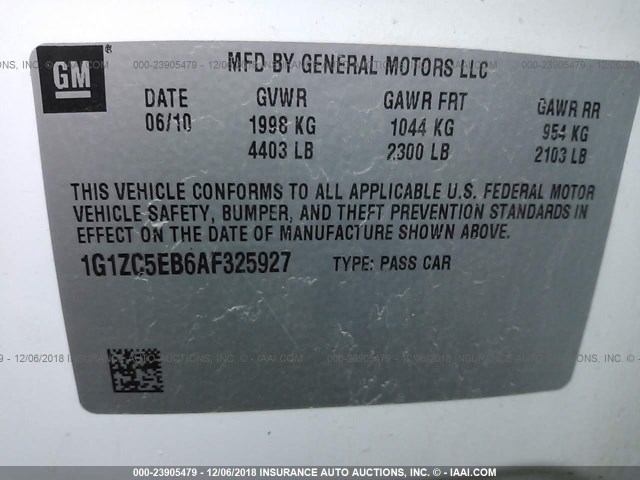 GM
®
MFD BY GENERAL MOTORS LLC
DATE GVWR GAWR FRT GAWR RR
06/10 1998 KG 1044 KG 954 KG
4403 LB 2300 LB 2103 LB
THIS VEHICLE CONFORMS TO ALL APPLICABLE U.S. FEDERAL MOTOR
VEHICLE SAFETY, BUMPER, AND THEFT PREVENTION STANDARDS IN
EFFECT ON THE DATE OF MANUFACTURE SHOWN ABOVE.
1G1ZC5EB6AF325927 TYPE: PASS CAR
000-23905479 - 12/06/2018 INSURANCE AUTO AUCTIONS, INC. - IAAI.COM